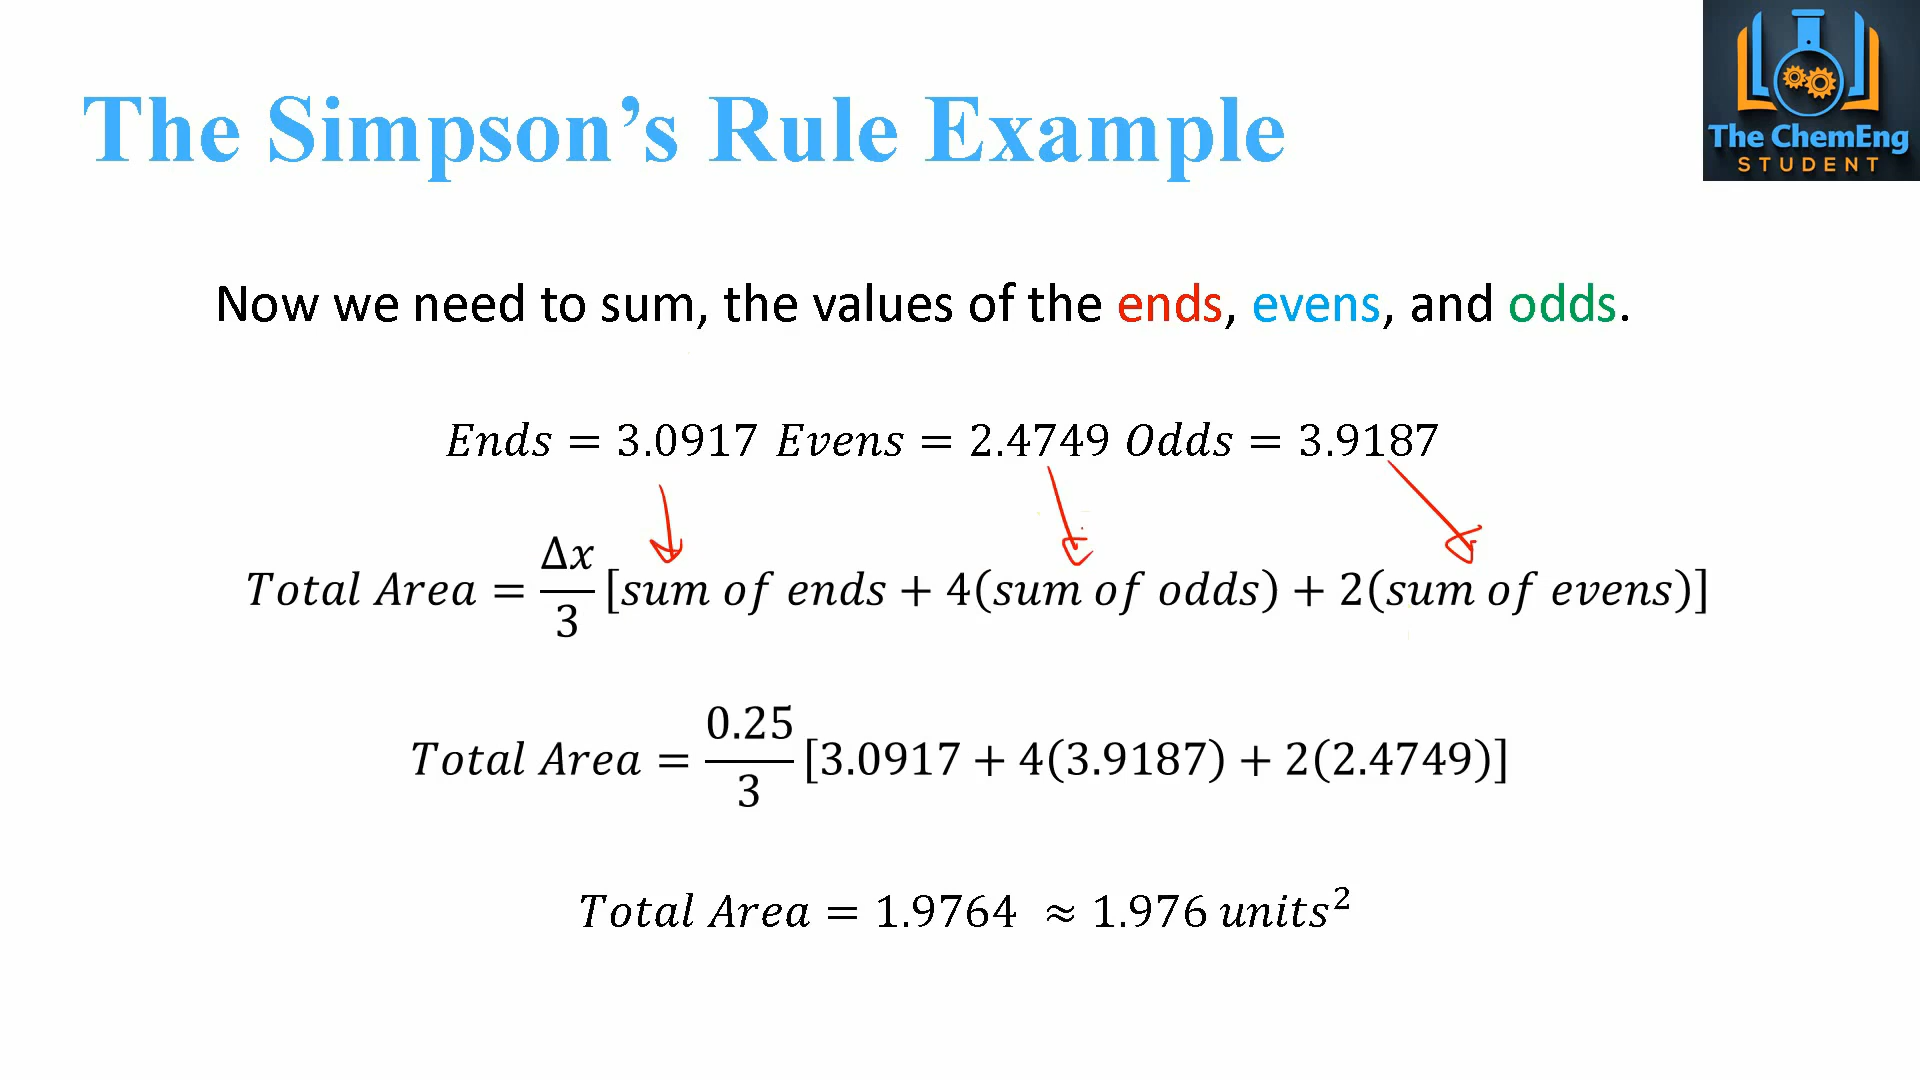 The ChemEng
STUDENT
The Simpson’s Rule Example
Now we need to sum, the values of the ends, evens, and odds.
Ends = 3.0917 Evens = 2.4749 Odds = 3.9187
Total Area = Δx/3 [sum of ends + 4(sum of odds) + 2(sum of evens)]
Total Area = 0.25/3 [3.0917 + 4(3.9187) + 2(2.4749)]
Total Area = 1.9764 ≈ 1.976 units²